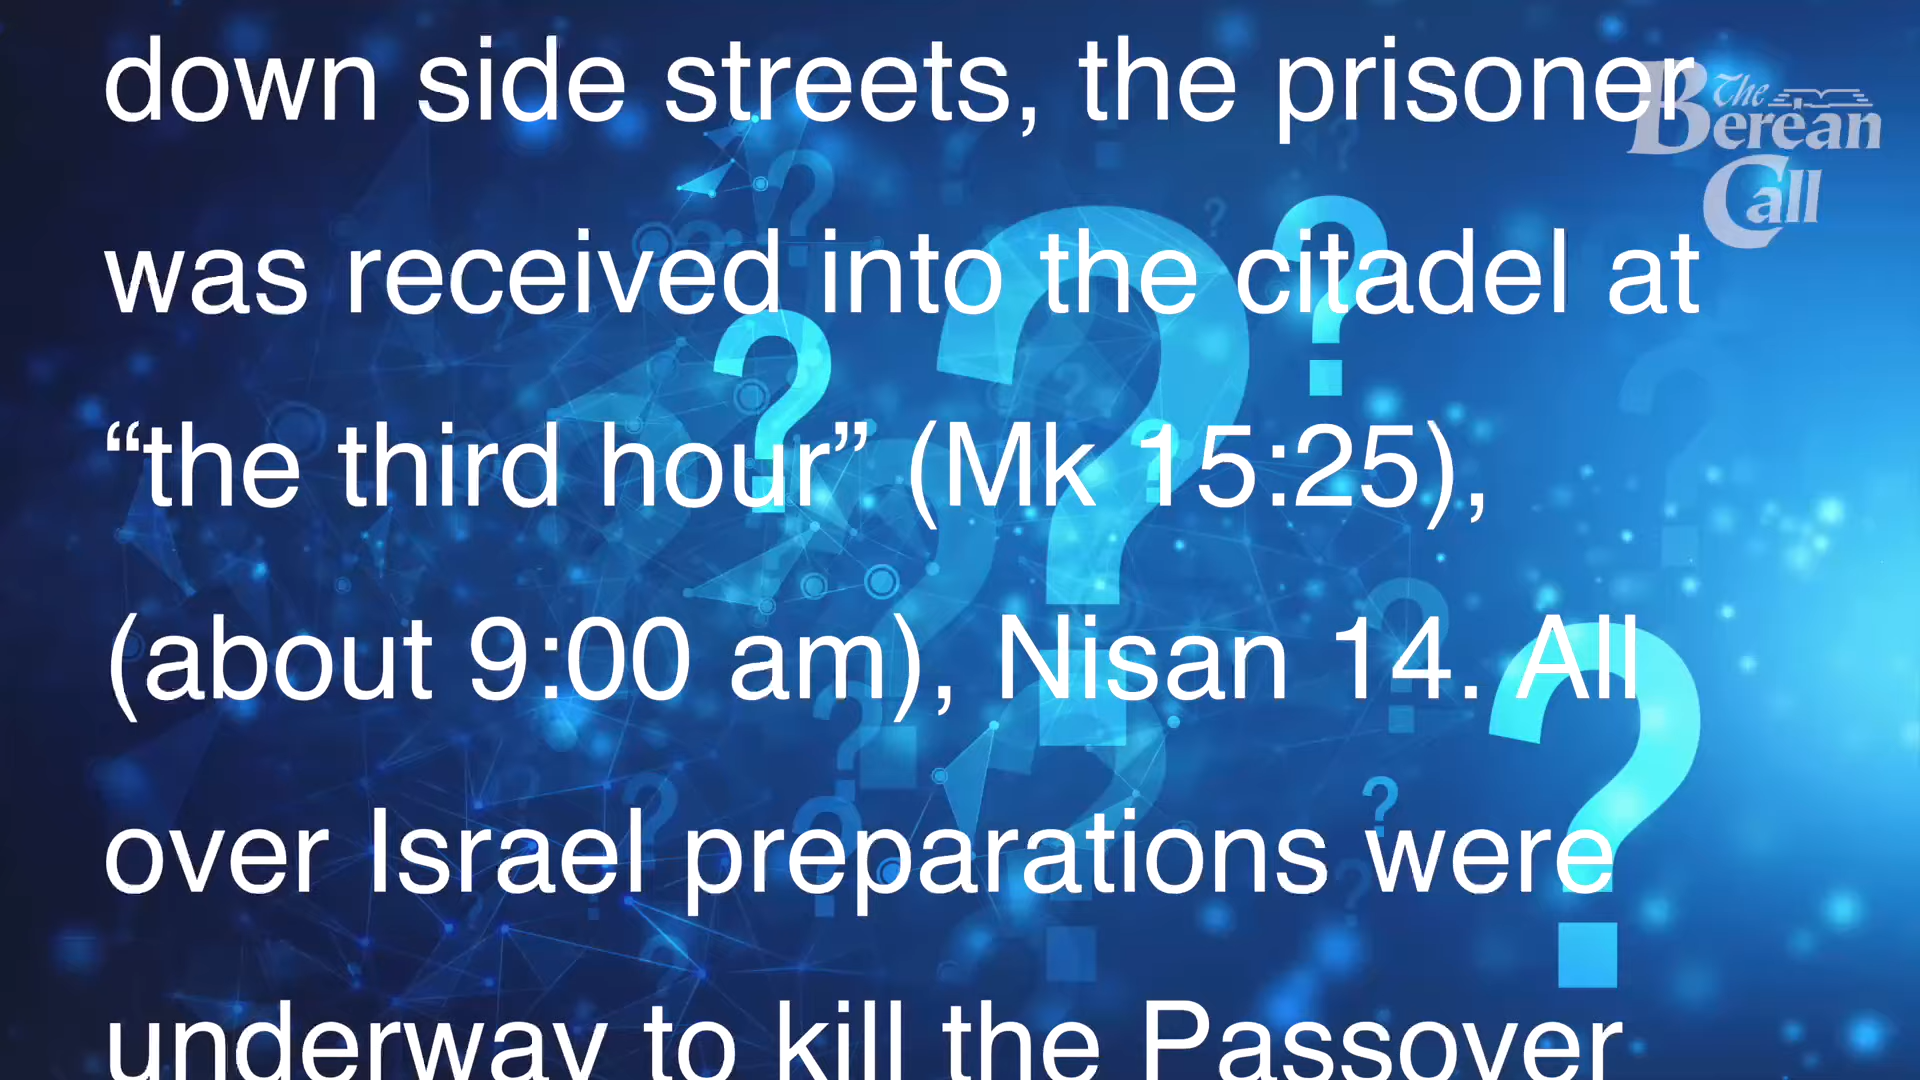 down side streets, the prisoner
The
Berean
Call
was received into the citadel at
“the third hour” (Mk 15:25),
(about 9:00 am), Nisan 14. All
over Israel preparations were
underway to kill the Passover